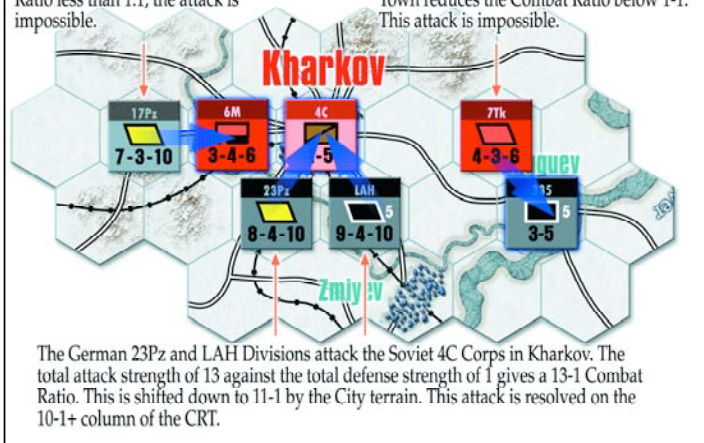 Ratio less than 1:1, the attack is
impossible.
Town reduces the Combat Ratio below 1-1.
This attack is impossible.
Kharkov
17Pz
7-3-10
6M
3-4-6
4C
-5
7Tk
4-3-6
guev
23Pz
8-4-10
LAH
5
9-4-10
35
5
3-5
Zmiyev
The German 23Pz and LAH Divisions attack the Soviet 4C Corps in Kharkov. The
total attack strength of 13 against the total defense strength of 1 gives a 13-1 Combat
Ratio. This is shifted down to 11-1 by the City terrain. This attack is resolved on the
10-1+ column of the CRT.